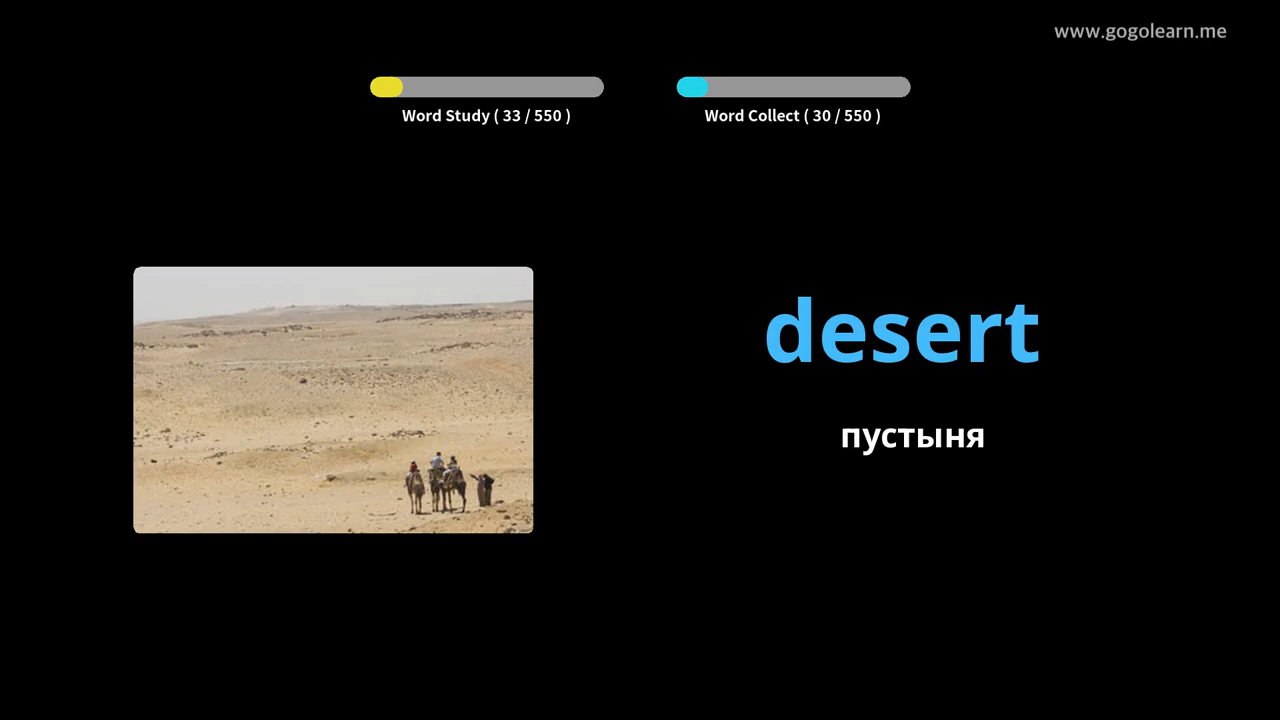 www.gogolearn.me
Word Study ( 33 / 550 )
Word Collect ( 30 / 550 )
desert
пустыня